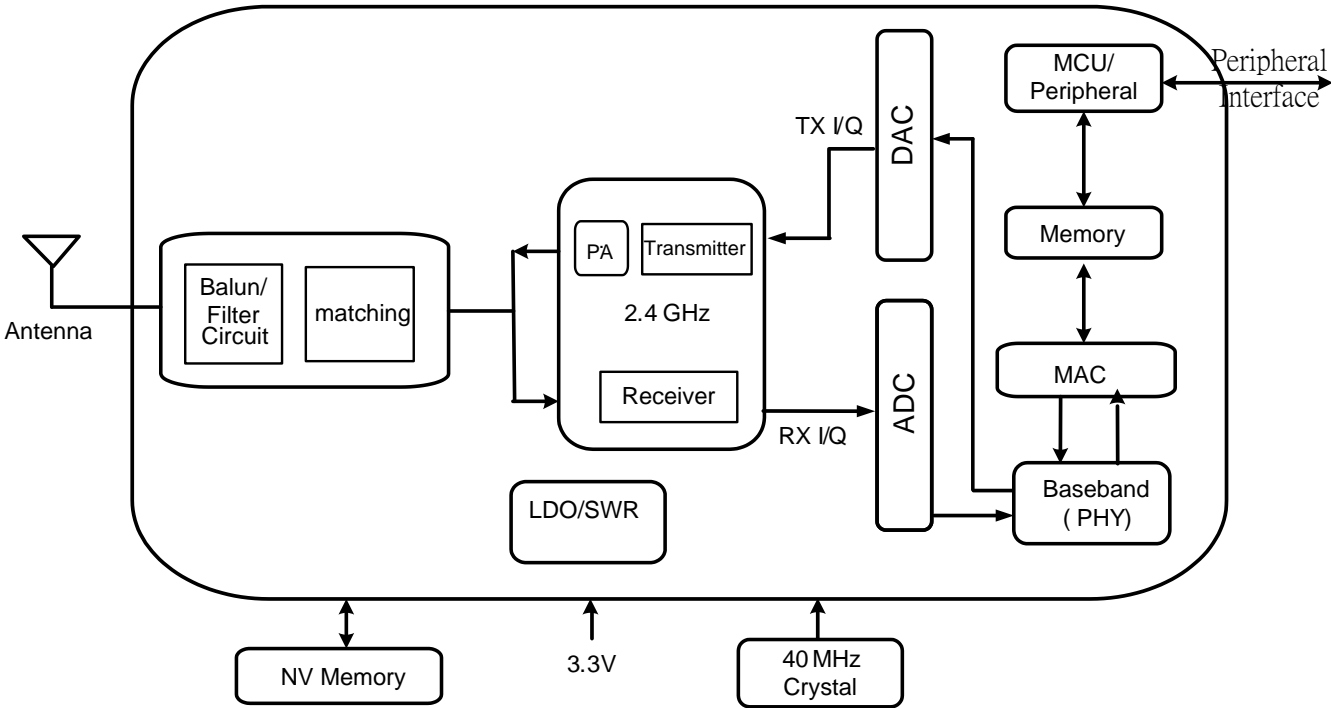 MCU/
Peripheral
Peripheral
Interface
TX I/Q
DAC
PA
Transmitter
Memory
Balun/
Filter
Circuit
matching
2.4 GHz
Antenna
MAC
Receiver
ADC
RX I/Q
LDO/SWR
Baseband
( PHY)
NV Memory
3.3V
40 MHz
Crystal